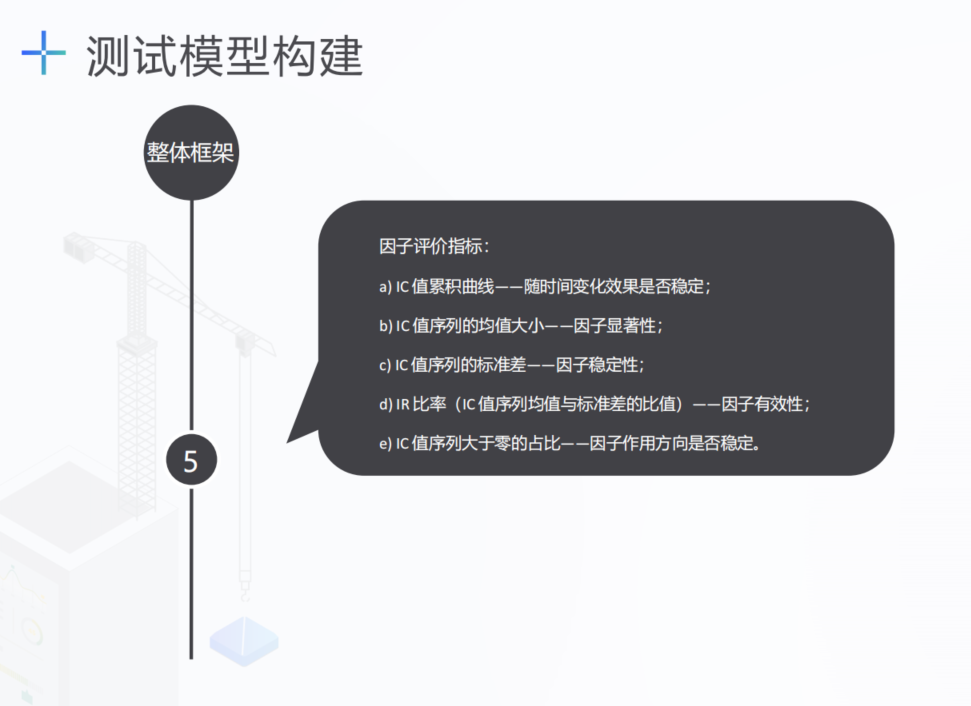 测试模型构建
整体框架
因子评价指标：
a) IC 值累积曲线——随时间变化效果是否稳定；
b) IC 值序列的均值大小——因子显著性；
c) IC 值序列的标准差——因子稳定性；
d) IR 比率（IC 值序列均值与标准差的比值）——因子有效性；
e) IC 值序列大于零的占比——因子作用方向是否稳定。
5